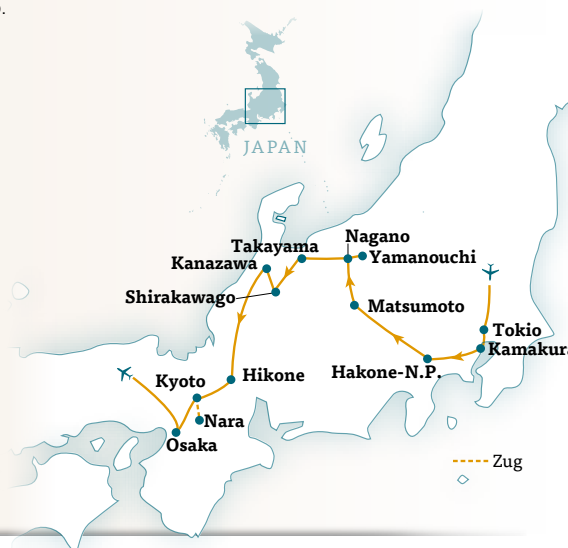 .
JAPAN
Nagano
Takayama
Yamanouchi
Kanazawa
Shirakawago
Matsumoto
Tokio
Kamakura
Hakone-N.P.
Hikone
Kyoto
Nara
Osaka
Zug